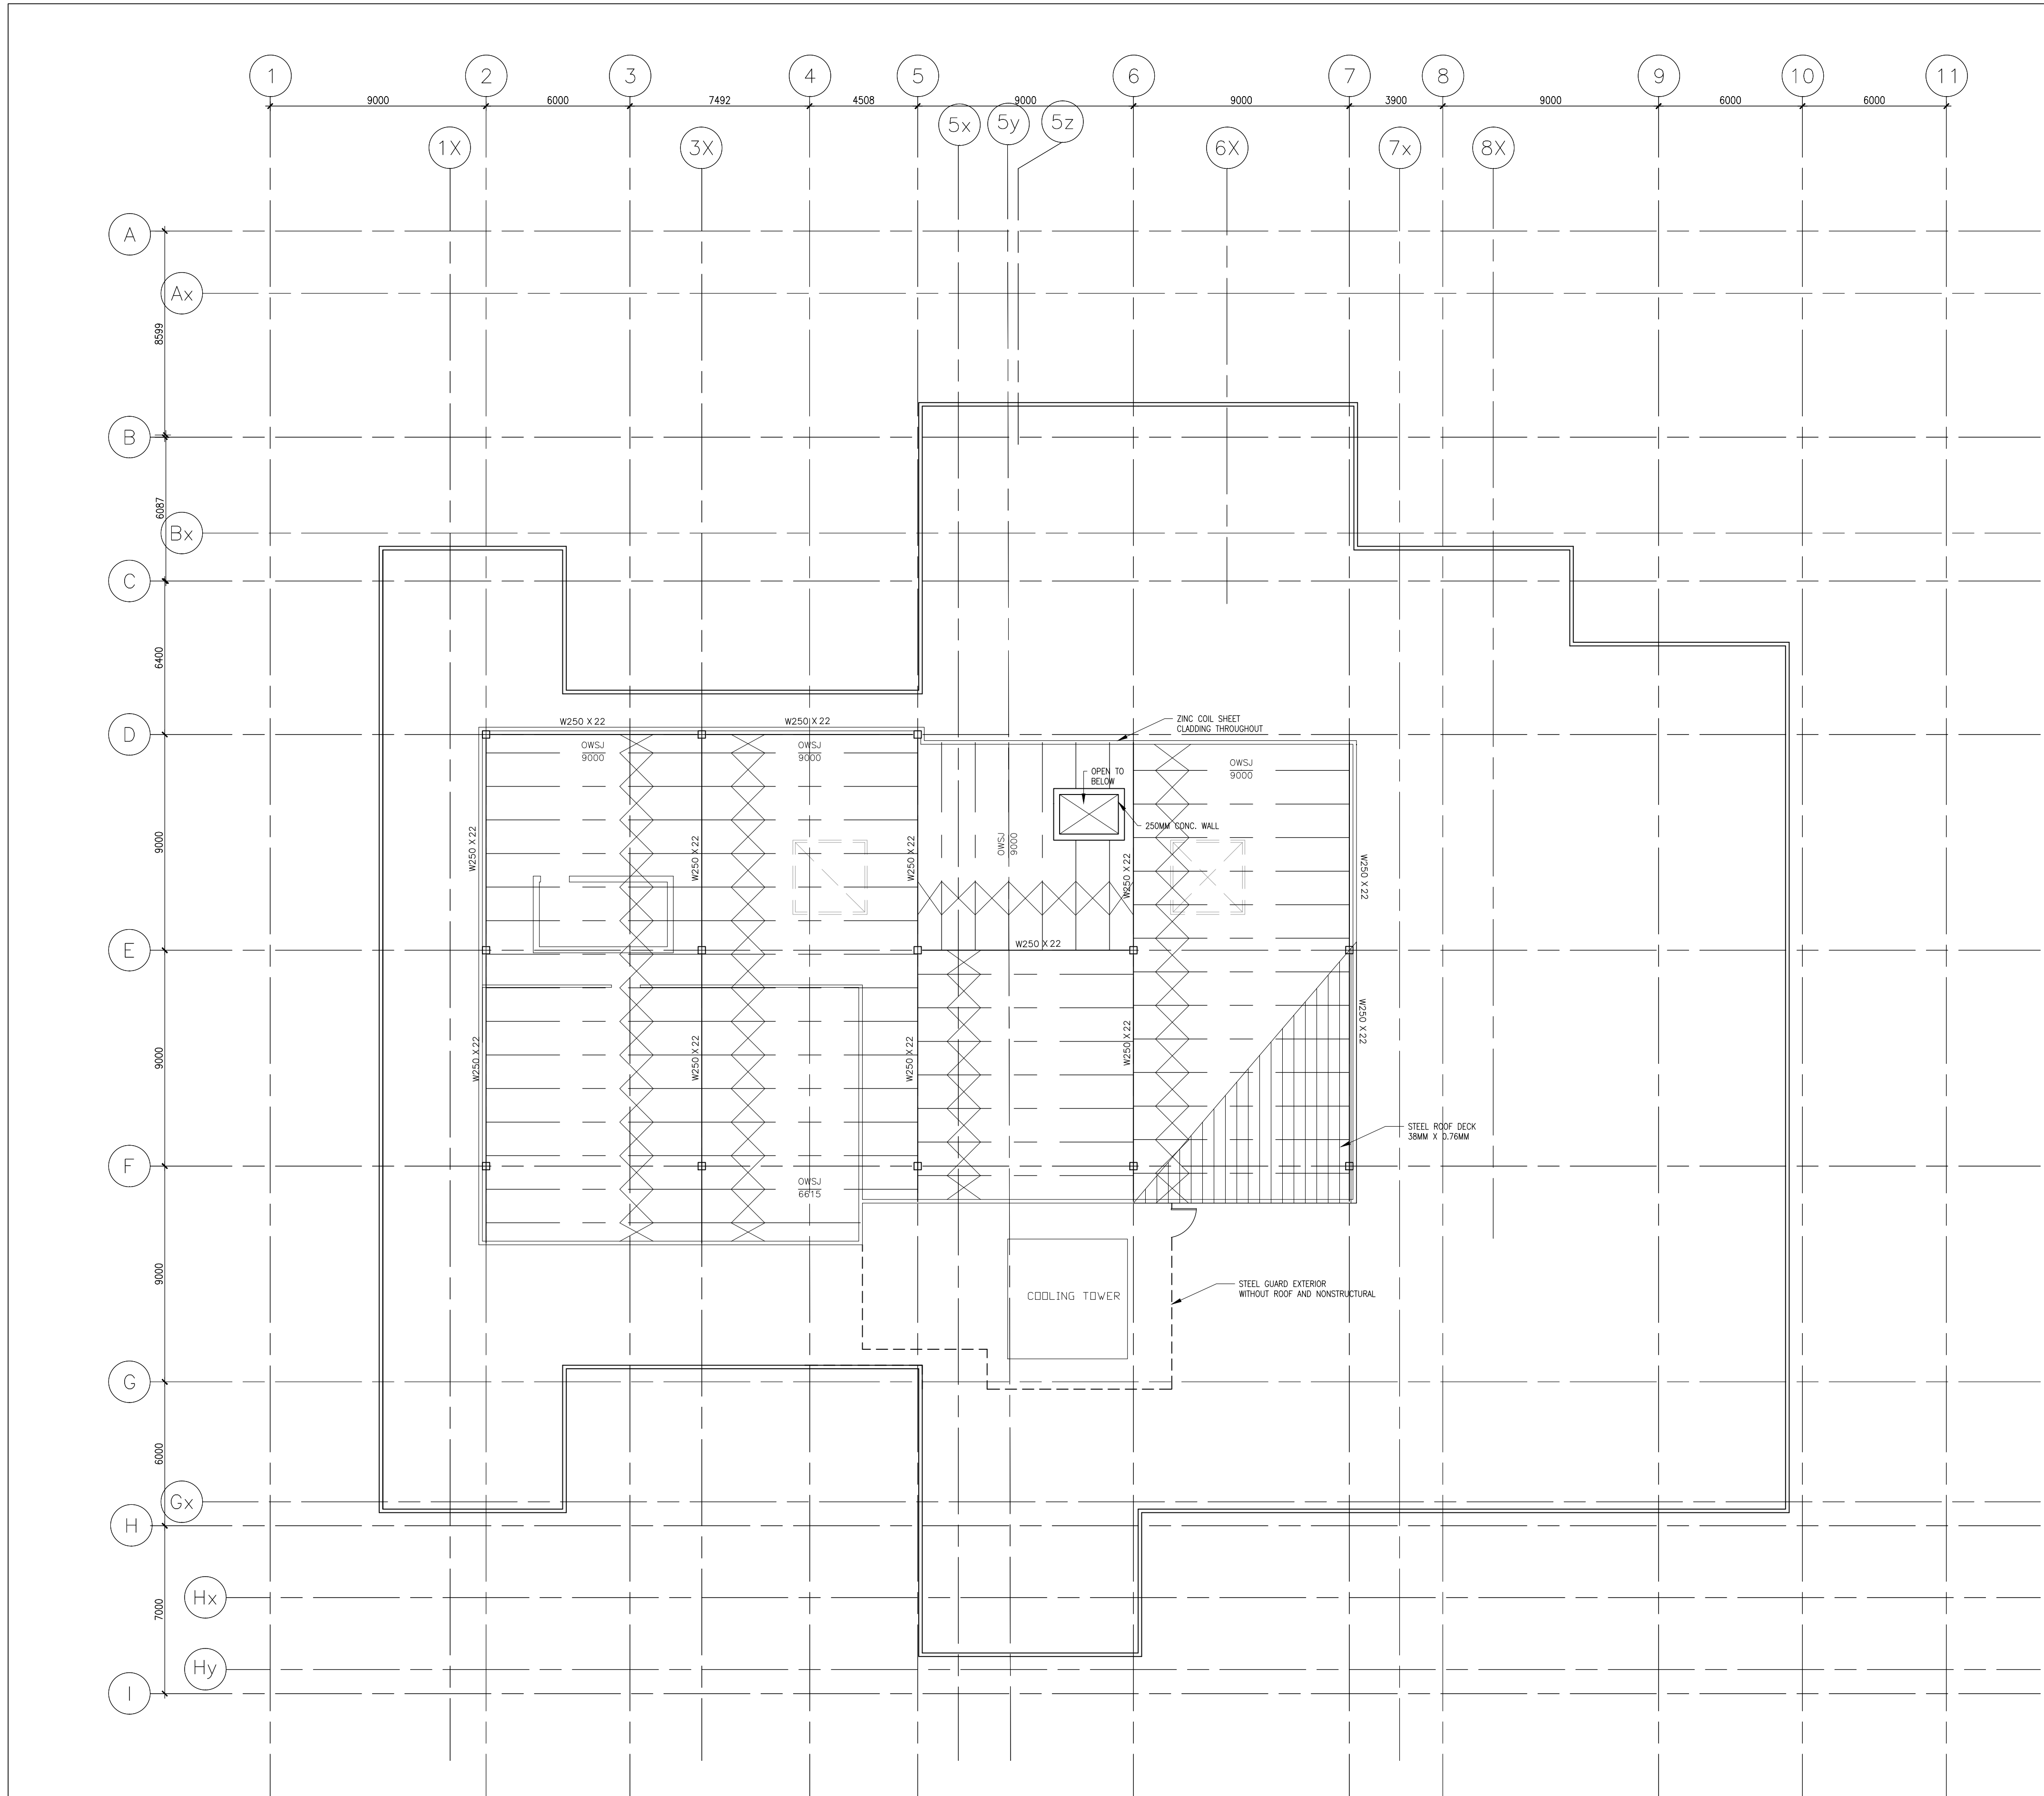 1 2 3 4 5 6 7 8 9 10 11
9000 6000 7492 4508 9000 9000 3900 9000 6000 6000
5x 5y 5z
1X 3X 6X 7x 8X
A
Ax
8599
B
6087
Bx
C
6400
D
W250 X 22 W250 X 22
ZINC COIL SHEET
CLADDING THROUGHOUT
OWSJ
9000
OWSJ
9000
OWSJ
9000
OPEN TO
BELOW
250MM CONC. WALL
9000
W250 X 22
W250 X 22
W250 X 22
OWSJ
9000
W250 X 22
W250 X 22
E
W250 X 22
9000
W250 X 22
W250 X 22
W250 X 22
W250 X 22
W250 X 22
STEEL ROOF DECK
38MM X 0.76MM
F
OWSJ
6615
9000
STEEL GUARD EXTERIOR
WITHOUT ROOF AND NONSTRUCTURAL
COOLING TOWER
G
6000
Gx
H
7000
Hx
Hy
I